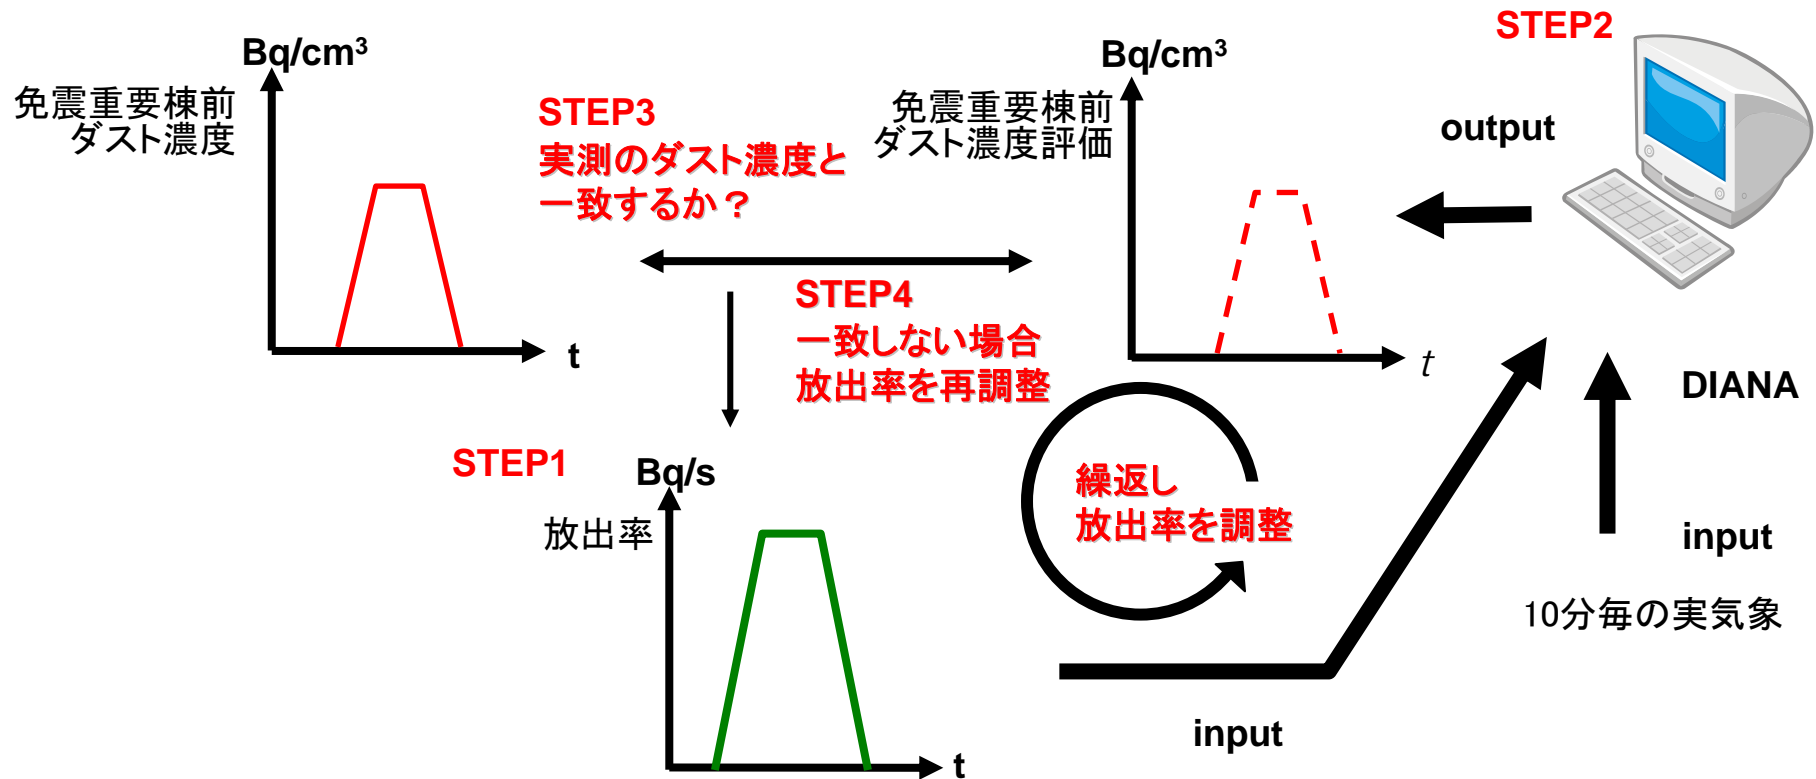 Bq/cm³
免震重要棟前
ダスト濃度
t
STEP3
実測のダスト濃度と
一致するか？
STEP4
一致しない場合
放出率を再調整
Bq/cm³
免震重要棟前
ダスト濃度評価
t
STEP2
output
DIANA
input
10分毎の実気象
STEP1
Bq/s
放出率
t
繰返し
放出率を調整
input